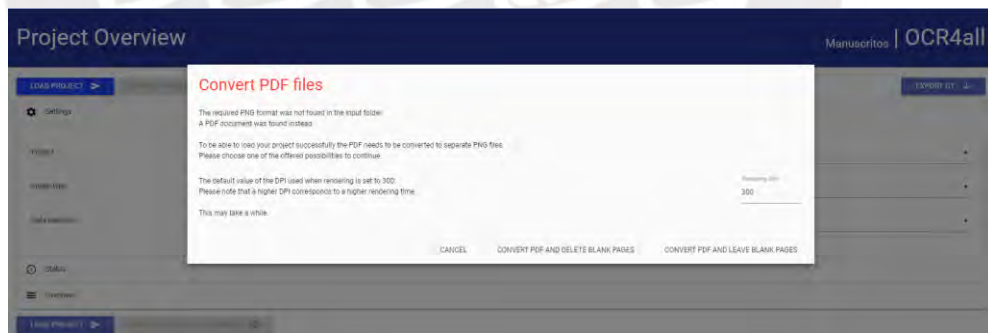 Project Overview
Manuscritos | OCR4all
LOAD PROJECT
EXPORT GT
Settings
Convert PDF files
The required PNG format was not found in the input folder.
A PDF document was found instead.
To be able to load your project successfully the PDF needs to be converted to separate PNG files.
Please choose one of the offered possibilities to continue.
The default value of the DPI used when rendering is set to 300.
Please note that a higher DPI corresponds to a higher rendering time.
Rendering DPI
300
This may take a while.
CANCEL CONVERT PDF AND DELETE BLANK PAGES CONVERT PDF AND LEAVE BLANK PAGES
Status
Overview
LOAD PROJECT